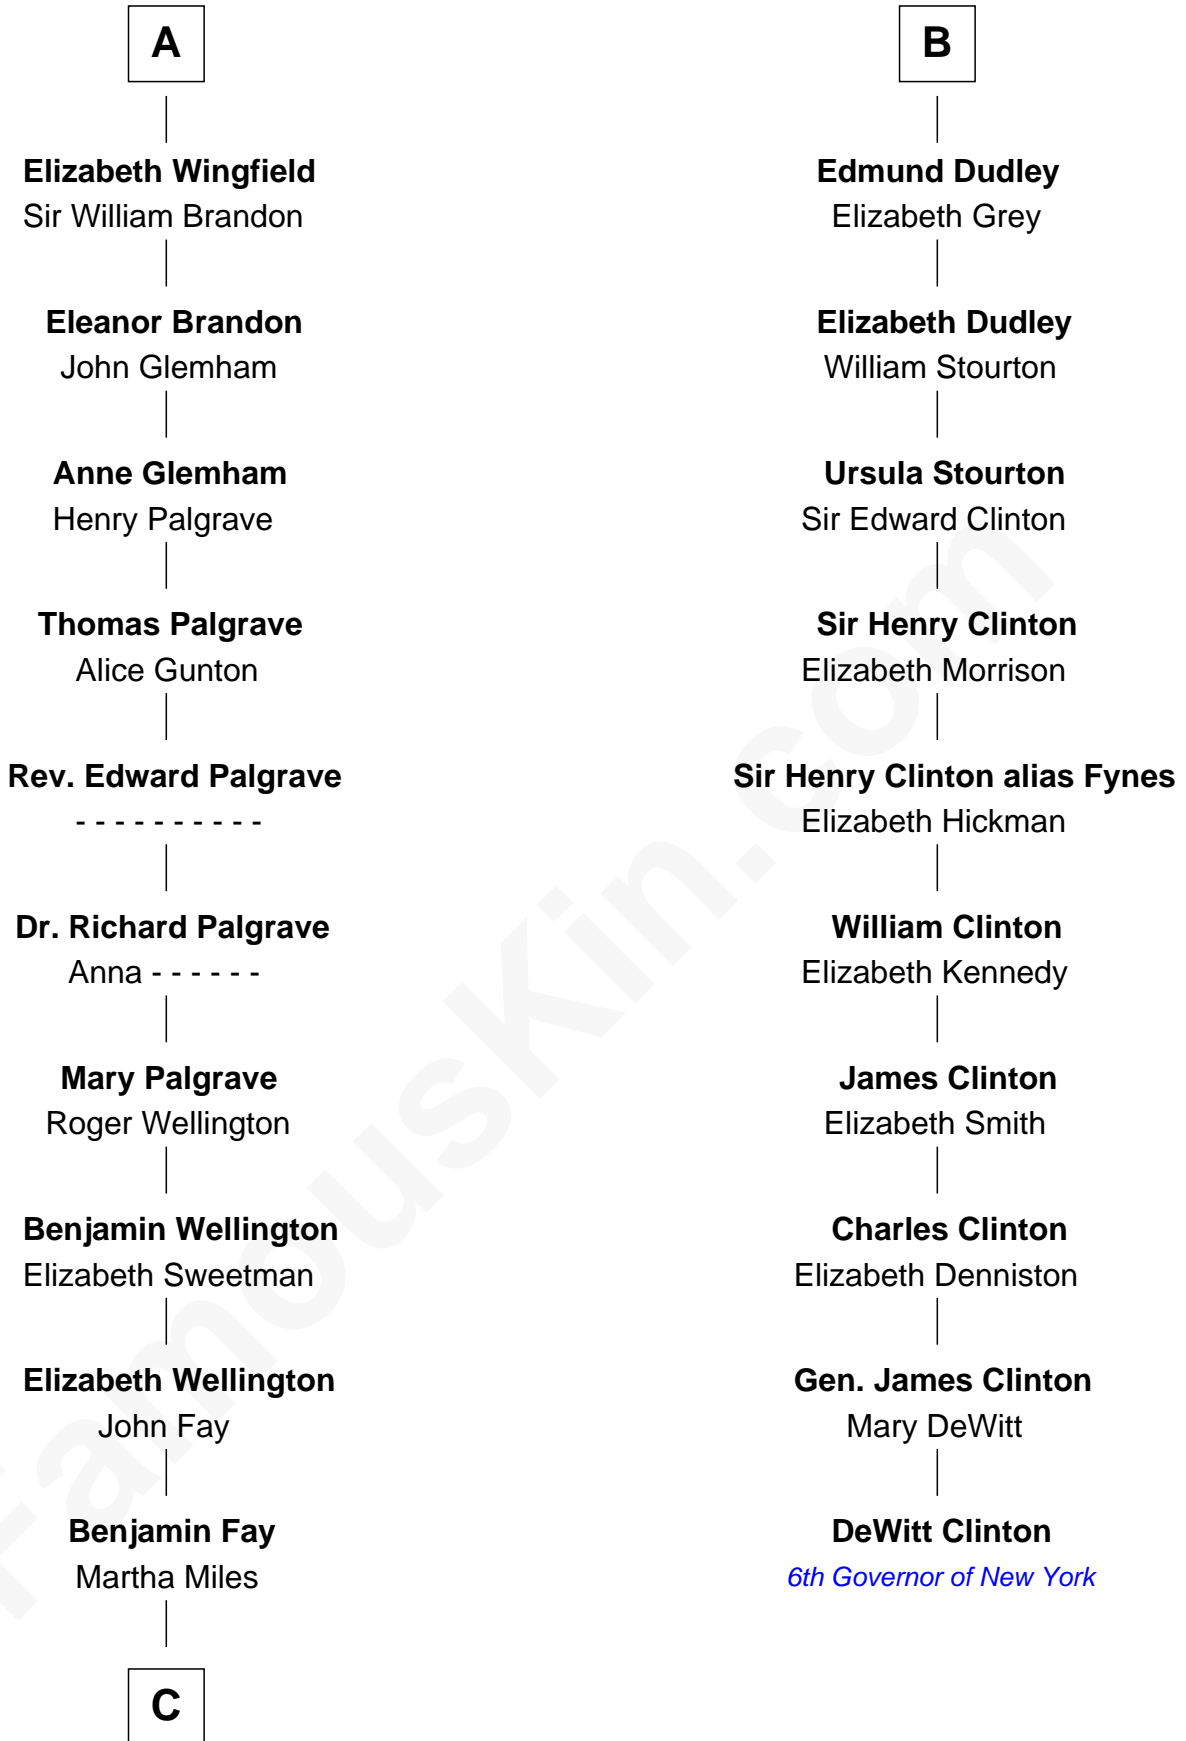 A
Elizabeth Wingfield
Sir William Brandon
Eleanor Brandon
John Glemham
Anne Glemham
Henry Palgrave
Thomas Palgrave
Alice Gunton
Rev. Edward Palgrave
- - - - - - - - - -
Dr. Richard Palgrave
Anna - - - - - -
Mary Palgrave
Roger Wellington
Benjamin Wellington
Elizabeth Sweetman
Elizabeth Wellington
John Fay
Benjamin Fay
Martha Miles
C
B
Edmund Dudley
Elizabeth Grey
Elizabeth Dudley
William Stourton
Ursula Stourton
Sir Edward Clinton
Sir Henry Clinton
Elizabeth Morrison
Sir Henry Clinton alias Fynes
Elizabeth Hickman
William Clinton
Elizabeth Kennedy
James Clinton
Elizabeth Smith
Charles Clinton
Elizabeth Denniston
Gen. James Clinton
Mary DeWitt
DeWitt Clinton
6th Governor of New York
FamousKin.com